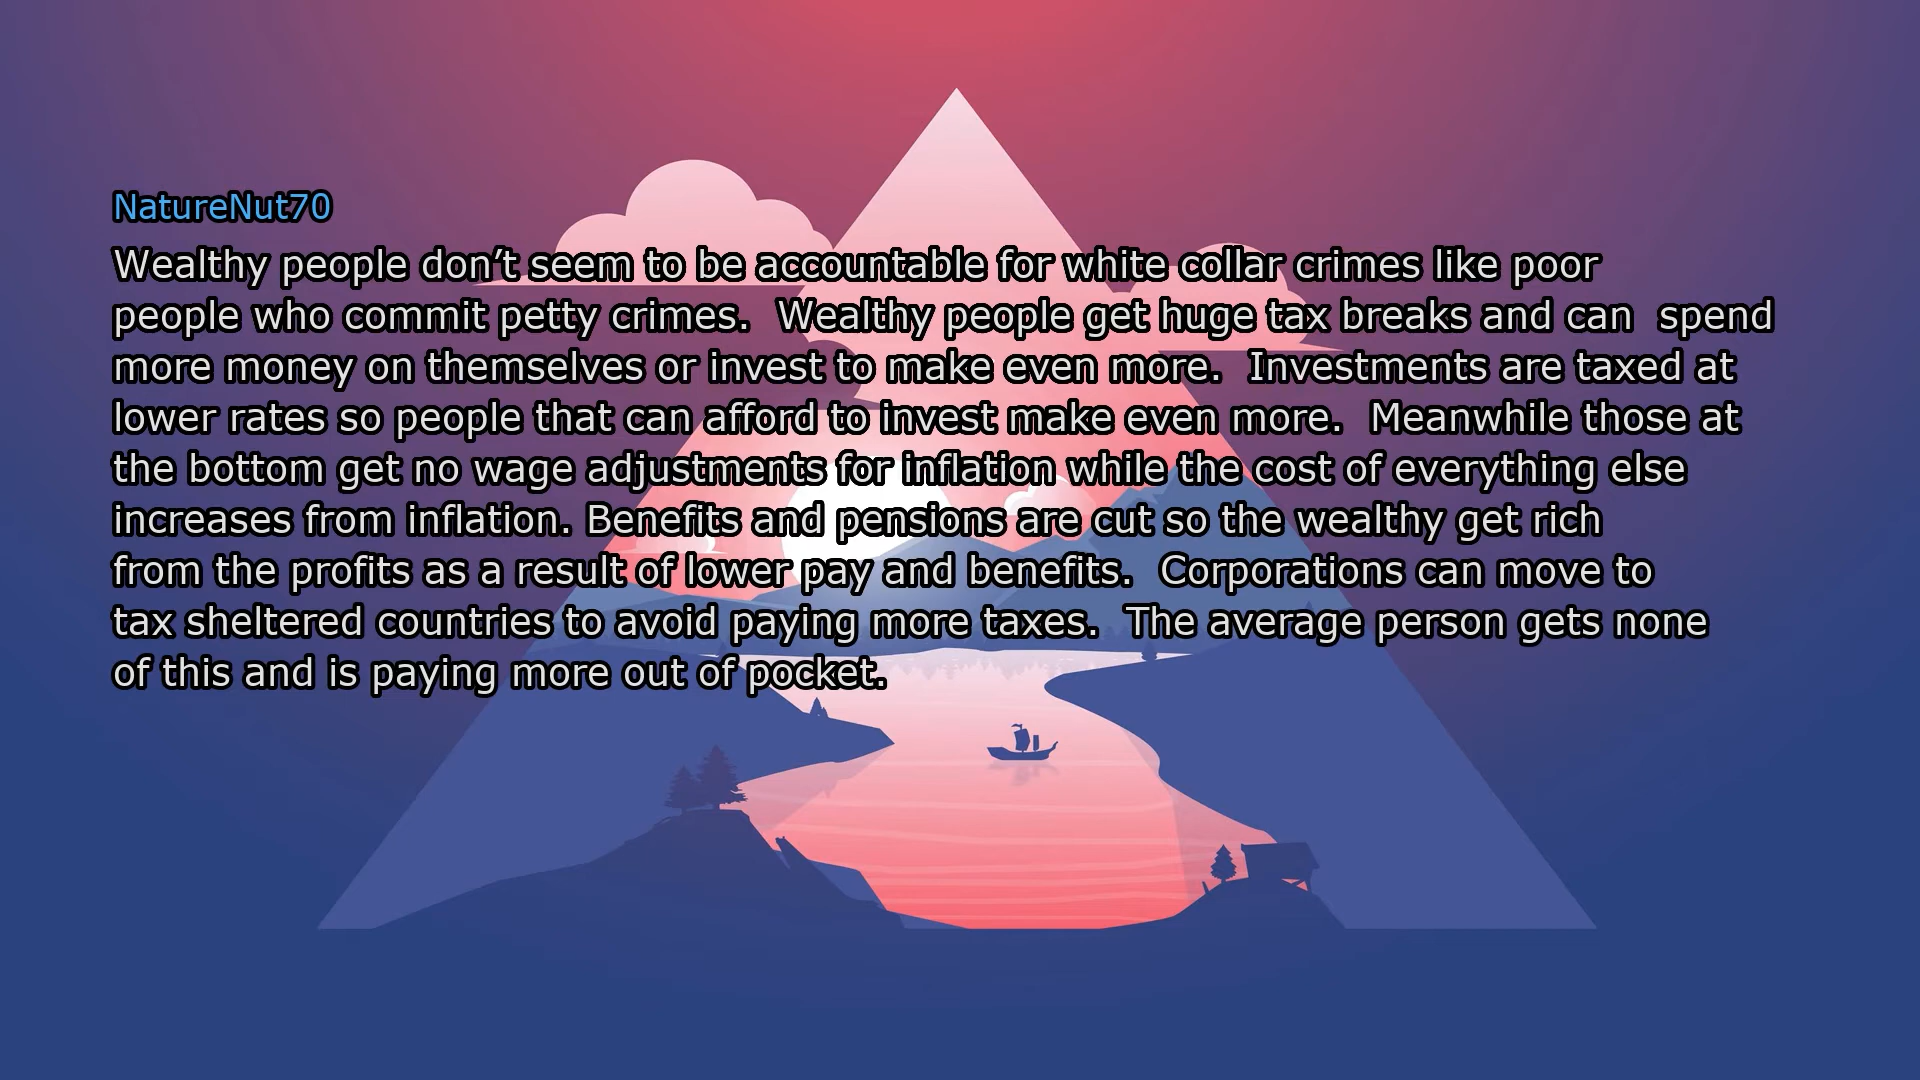 NatureNut70
Wealthy people don’t seem to be accountable for white collar crimes like poor
people who commit petty crimes.  Wealthy people get huge tax breaks and can  spend
more money on themselves or invest to make even more.  Investments are taxed at
lower rates so people that can afford to invest make even more.  Meanwhile those at
the bottom get no wage adjustments for inflation while the cost of everything else
increases from inflation. Benefits and pensions are cut so the wealthy get rich
from the profits as a result of lower pay and benefits.  Corporations can move to
tax sheltered countries to avoid paying more taxes.  The average person gets none
of this and is paying more out of pocket.